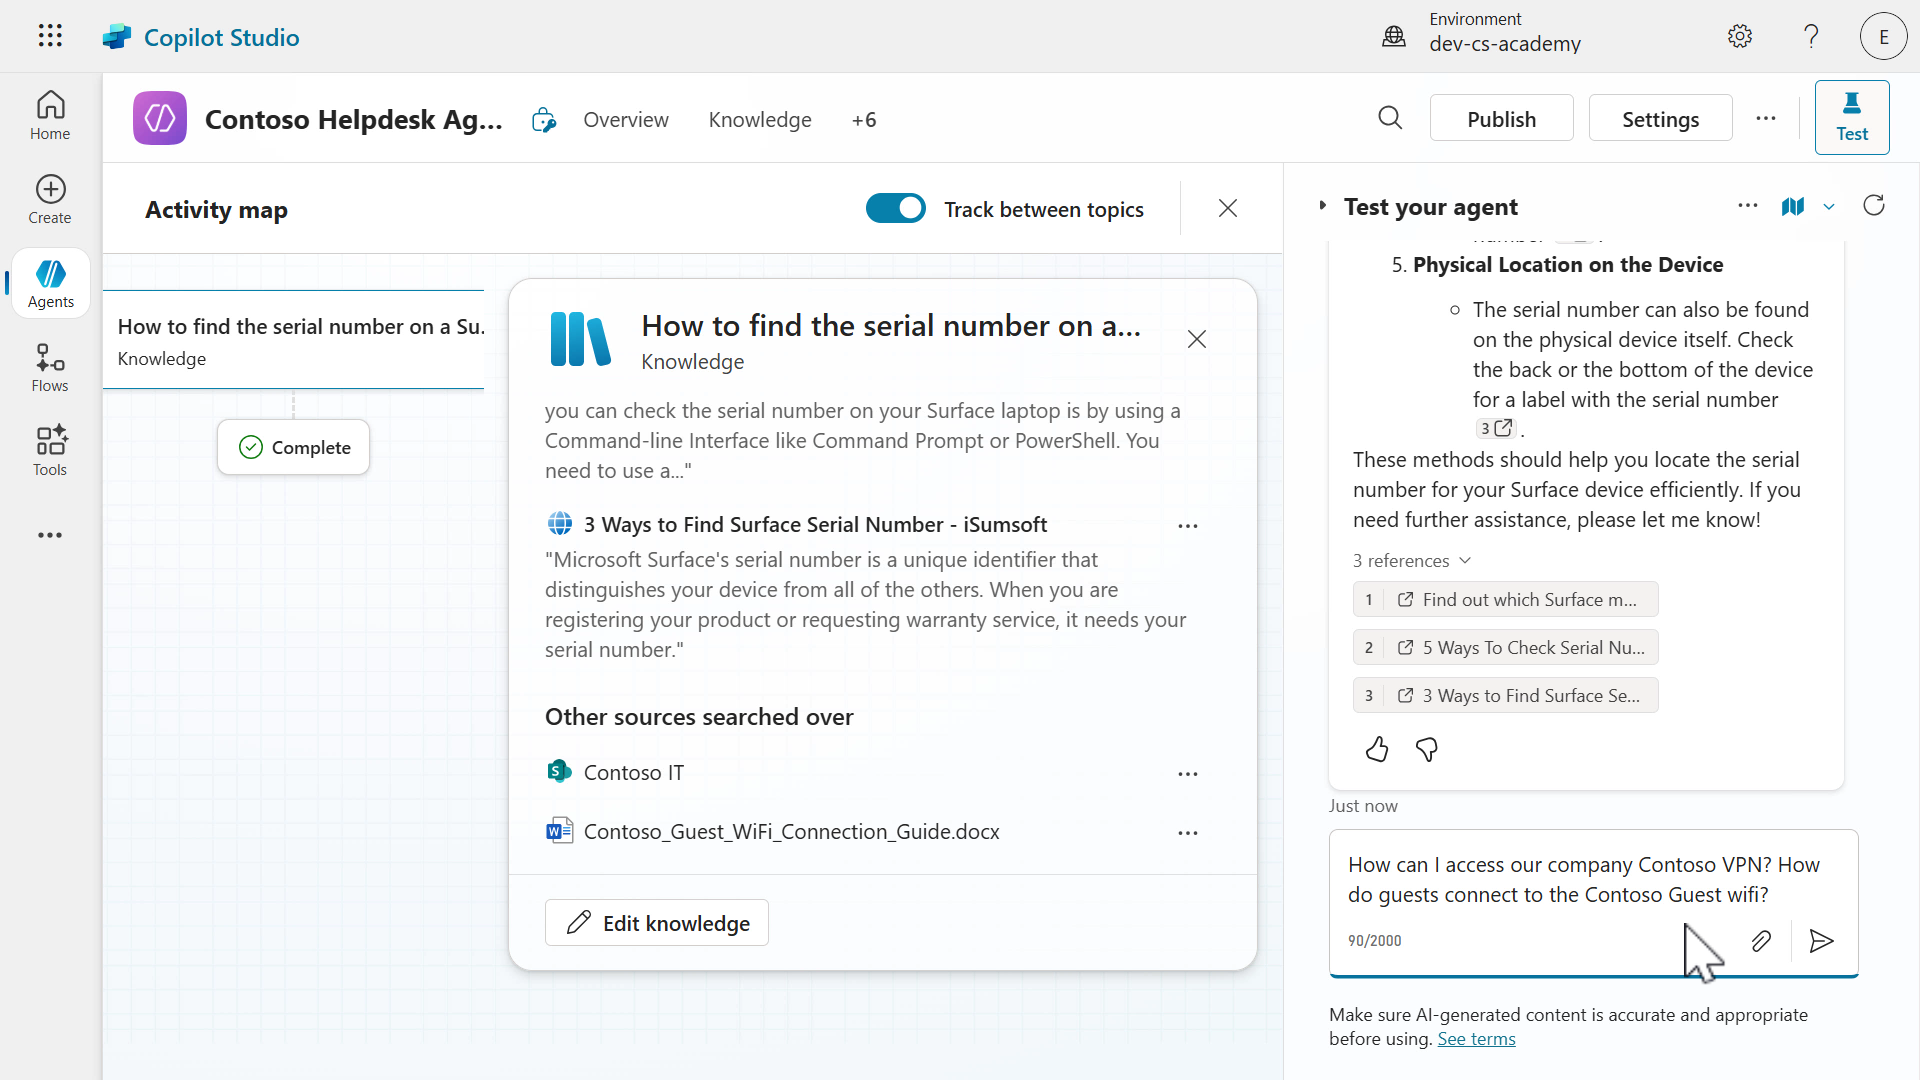 Copilot Studio
Environment
dev-cs-academy
E
Home
Create
Agents
Flows
Tools
Contoso Helpdesk Ag...
Overview
Knowledge
+6
Publish
Settings
Test
Activity map
Track between topics
How to find the serial number on a Su.
Knowledge
Complete
How to find the serial number on a...
Knowledge
you can check the serial number on your Surface laptop is by using a
Command-line Interface like Command Prompt or PowerShell. You
need to use a..."
3 Ways to Find Surface Serial Number - iSumsoft
"Microsoft Surface's serial number is a unique identifier that
distinguishes your device from all of the others. When you are
registering your product or requesting warranty service, it needs your
serial number."
Other sources searched over
Contoso IT
Contoso_Guest_WiFi_Connection_Guide.docx
Edit knowledge
Test your agent
5. Physical Location on the Device
The serial number can also be found
on the physical device itself. Check
the back or the bottom of the device
for a label with the serial number
3 .
These methods should help you locate the serial
number for your Surface device efficiently. If you
need further assistance, please let me know!
3 references
1 Find out which Surface m...
2 5 Ways To Check Serial Nu...
3 3 Ways to Find Surface Se...
Just now
How can I access our company Contoso VPN? How
do guests connect to the Contoso Guest wifi?
90/2000
Make sure AI-generated content is accurate and appropriate
before using. See terms